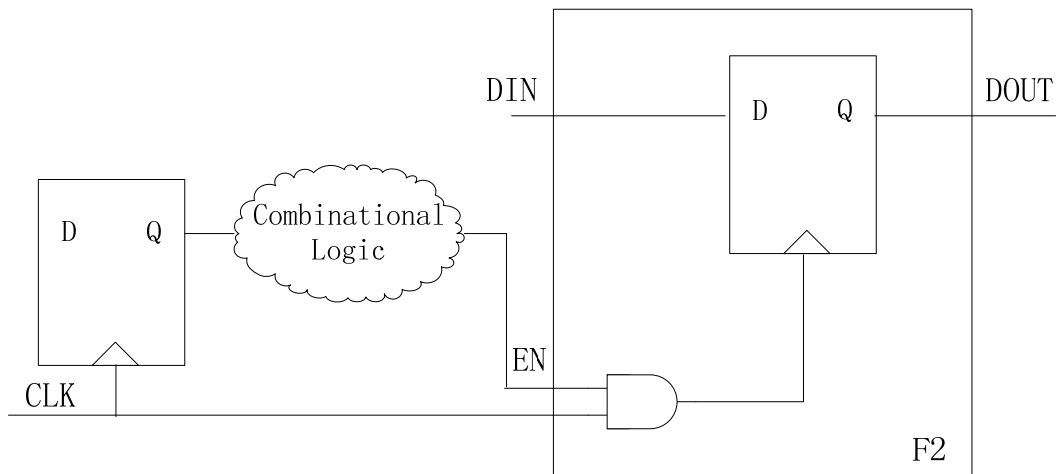 DIN
DOUT
D Q
D Q
Combinational
Logic
EN
CLK
F2